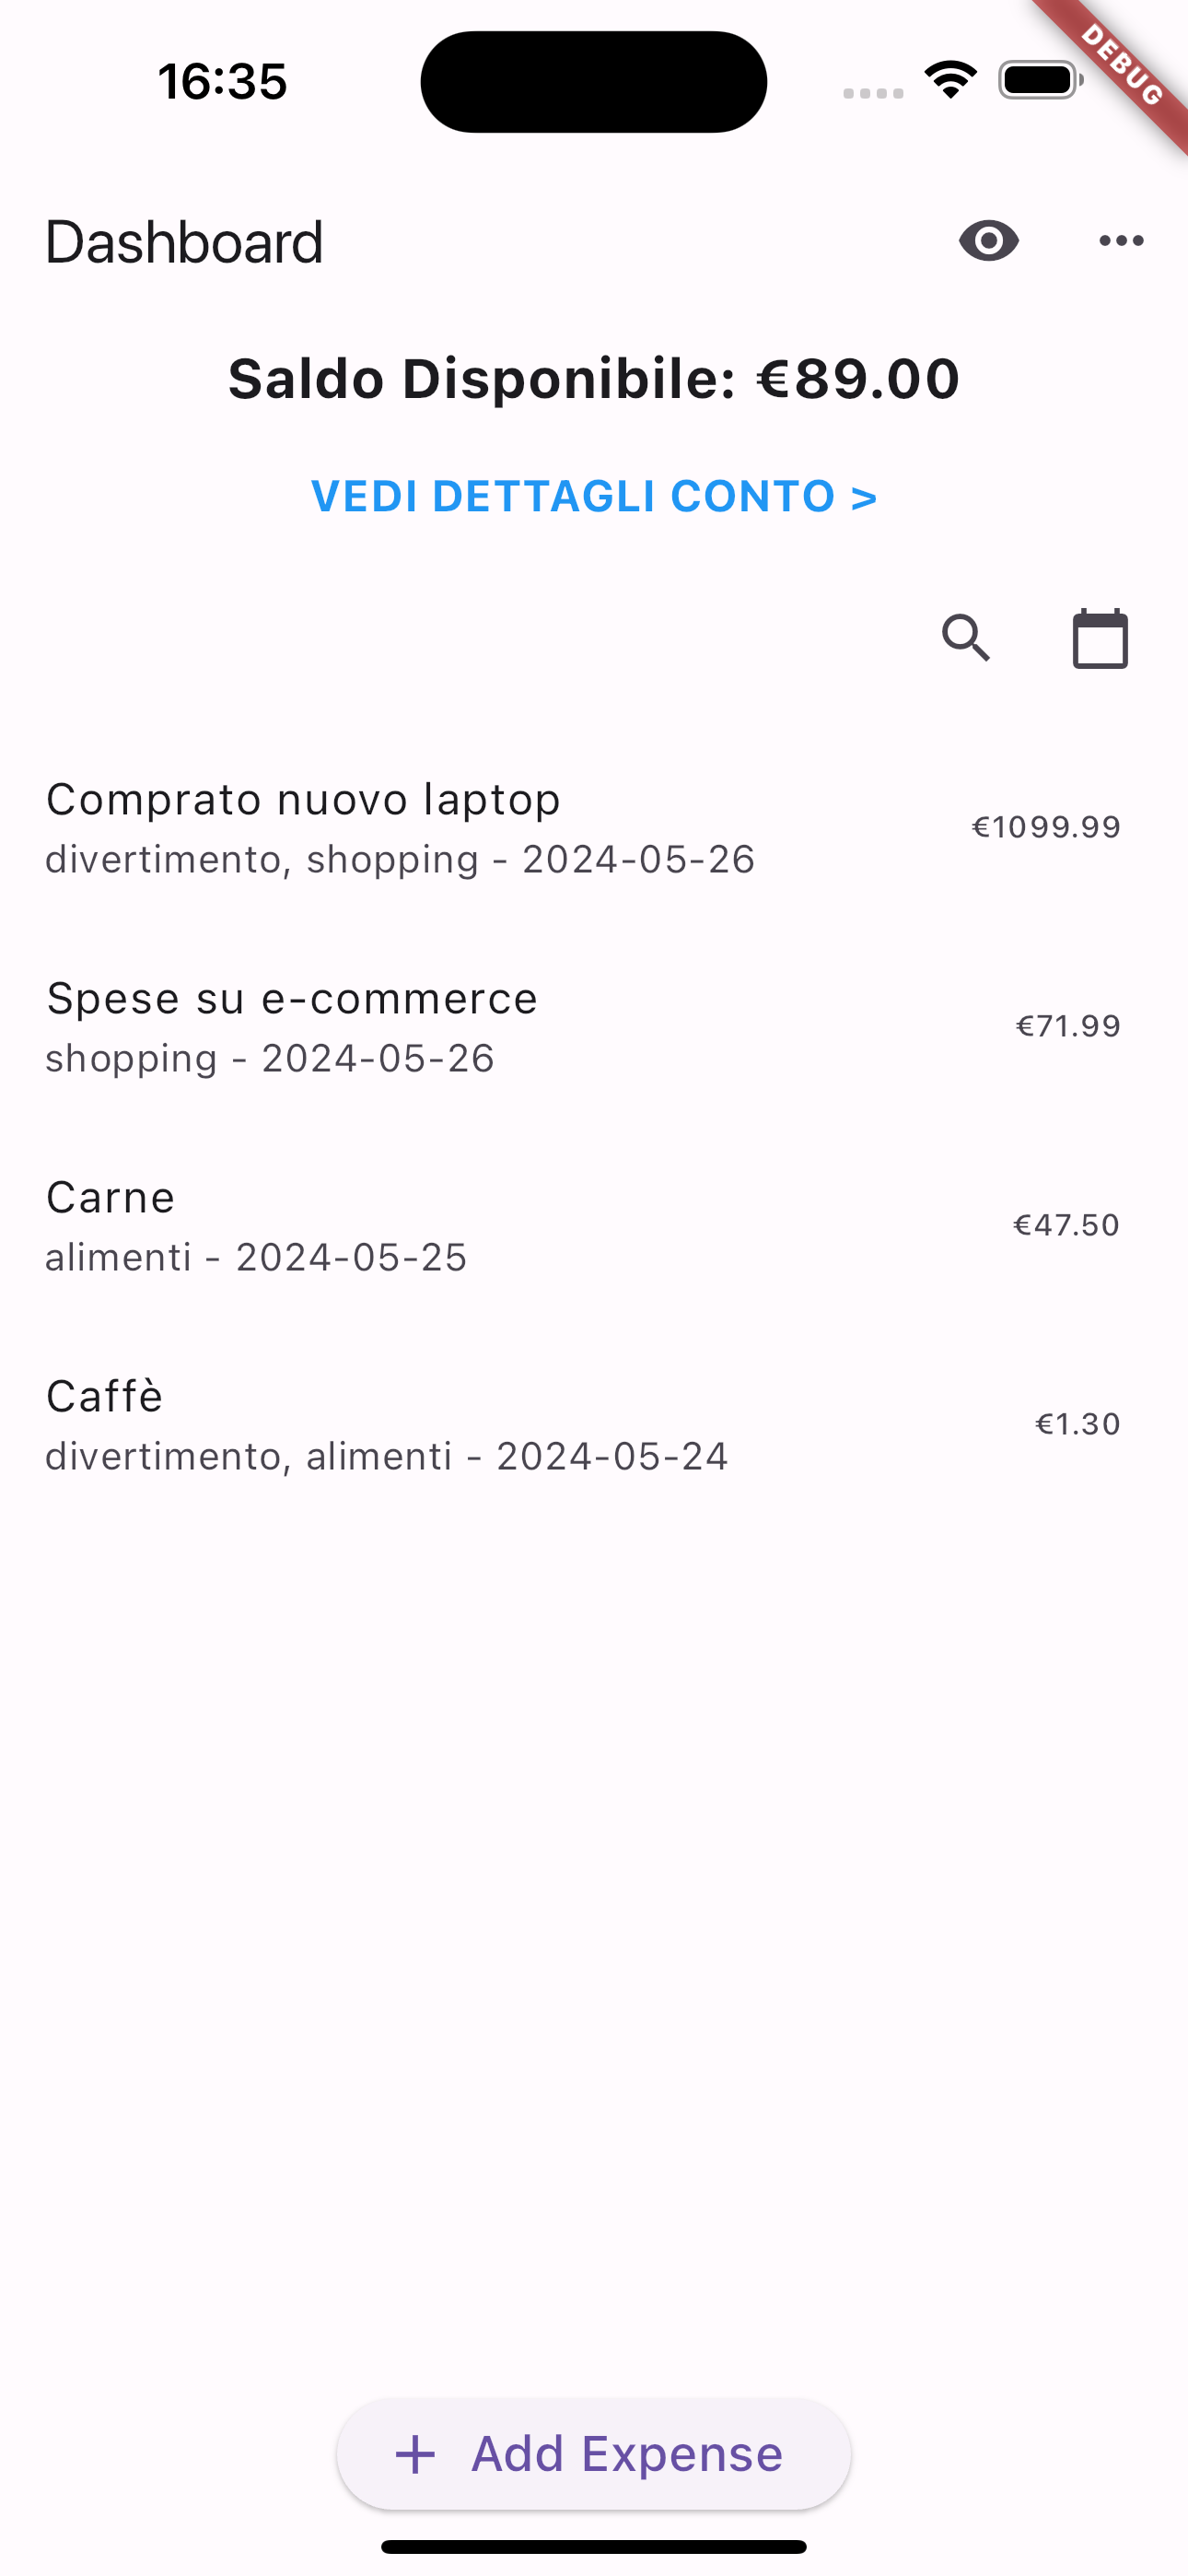 16:35
DEBUG
Dashboard
Saldo Disponibile: €89.00
VEDI DETTAGLI CONTO >
Comprato nuovo laptop
divertimento, shopping - 2024-05-26
€1099.99
Spese su e-commerce
shopping - 2024-05-26
€71.99
Carne
alimenti - 2024-05-25
€47.50
Caffè
divertimento, alimenti - 2024-05-24
€1.30
+ Add Expense